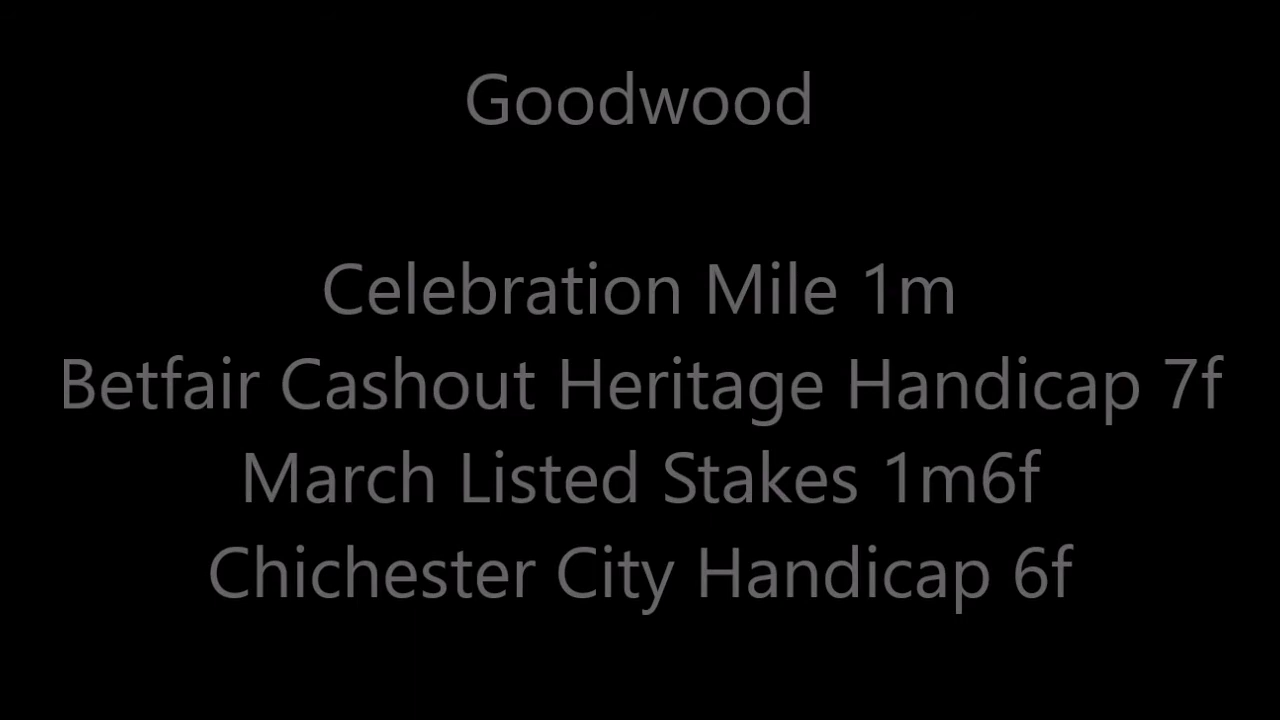 Goodwood
Celebration Mile 1m
Betfair Cashout Heritage Handicap 7f
March Listed Stakes 1m6f
Chichester City Handicap 6f